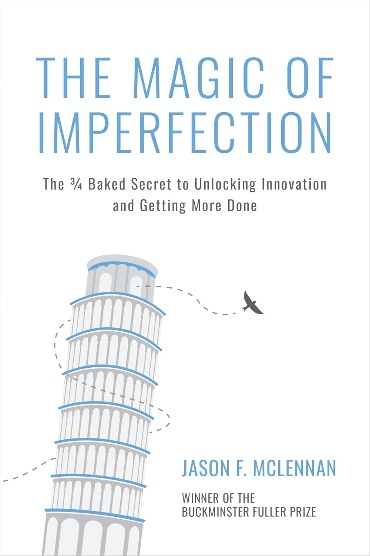 THE MAGIC OF
IMPERFECTION
The ¾ Baked Secret to Unlocking Innovation
and Getting More Done
JASON F. MCLENNAN
WINNER OF THE
BUCKMINSTER FULLER PRIZE